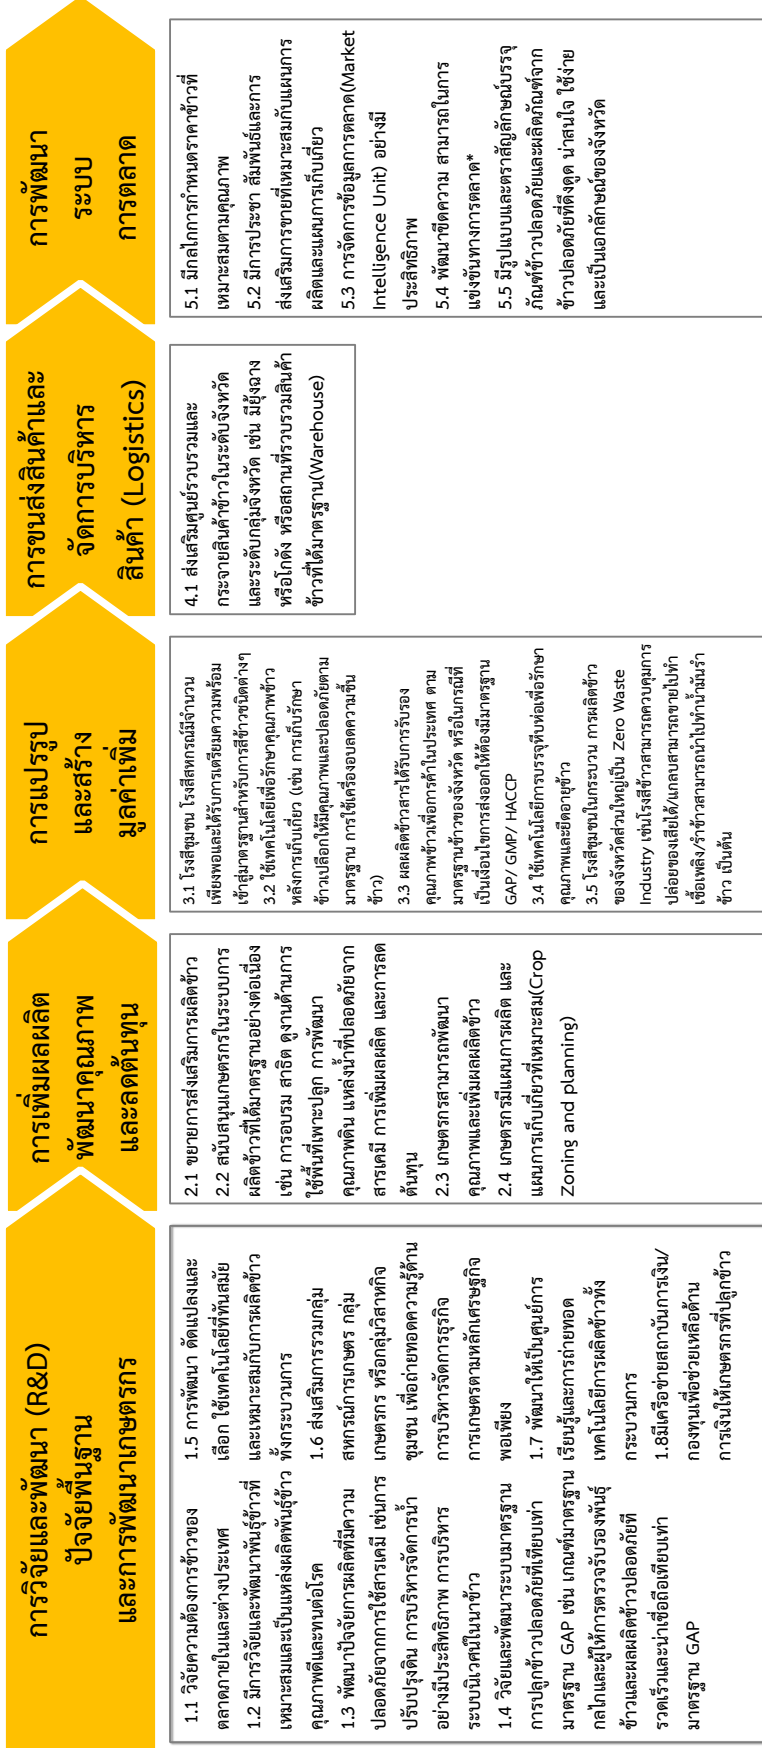 การวิจัยและพัฒนา (R&D)
ปัจจัยพื้นฐาน
และการพัฒนาเกษตรกร
1.1 วิจัยความต้องการข้าวของ
ตลาดภายในและต่างประเทศ
1.2 มีการวิจัยและพัฒนาพันธุ์ข้าวที่
เหมาะสมและเป็นแหล่งผลิตพันธุ์ข้าว
คุณภาพดีและทนต่อโรค
1.3 พัฒนาปัจจัยการผลิตที่มีความ
ปลอดภัยจากการใช้สารเคมี เช่นการ
ปรับปรุงดิน การบริหารจัดการน้ำ
อย่างมีประสิทธิภาพ การบริหาร
ระบบนิเวศน์ในนาข้าว
1.4 วิจัยและพัฒนาระบบมาตรฐาน
การปลูกข้าวปลอดภัยที่เทียบเท่า
มาตรฐาน GAP เช่น เกณฑ์มาตรฐาน
กลไกและผู้ให้การตรวจรับรองพันธุ์
ข้าวและผลผลิตข้าวปลอดภัยที่
รวดเร็วและน่าเชื่อถือเทียบเท่า
มาตรฐาน GAP
1.5 การพัฒนา ดัดแปลงและ
เลือก ใช้เทคโนโลยีที่ทันสมัย
และเหมาะสมกับการผลิตข้าว
ทั้งกระบวนการ
1.6 ส่งเสริมการรวมกลุ่ม
สหกรณ์การเกษตร กลุ่ม
เกษตรกร หรือกลุ่มวิสาหกิจ
ชุมชน เพื่อถ่ายทอดความรู้ด้าน
การบริหารจัดการธุรกิจ
การเกษตรตามหลักเศรษฐกิจ
พอเพียง
1.7 พัฒนาให้เป็นศูนย์การ
เรียนรู้และการถ่ายทอด
เทคโนโลยีการผลิตข้าวทั้ง
กระบวนการ
1.8มีเครือข่ายสถาบันการเงิน/
กองทุนเพื่อช่วยเหลือด้าน
การเงินให้เกษตรกรที่ปลูกข้าว
การเพิ่มผลผลิต
พัฒนาคุณภาพ
และลดต้นทุน
2.1 ขยายการส่งเสริมการผลิตข้าว
2.2 สนับสนุนเกษตรกรในระบบการ
ผลิตข้าวที่ได้มาตรฐานอย่างต่อเนื่อง
เช่น การอบรม สาธิต ดูงานด้านการ
ใช้พื้นที่เพาะปลูก การพัฒนา
คุณภาพดิน แหล่งน้ำที่ปลอดภัยจาก
สารเคมี การเพิ่มผลผลิต และการลด
ต้นทุน
2.3 เกษตรกรสามารถพัฒนา
คุณภาพและเพิ่มผลผลิตข้าว
2.4 เกษตรกรมีแผนการผลิต และ
แผนการเก็บเกี่ยวที่เหมาะสม(Crop
Zoning and planning)
การแปรรูป
และสร้าง
มูลค่าเพิ่ม
3.1 โรงสีชุมชน โรงสีสหกรณ์มีจำนวน
เพียงพอและได้รับการเตรียมความพร้อม
เข้าสู่มาตรฐานสำหรับการสีข้าวชนิดต่างๆ
3.2 ใช้เทคโนโลยีเพื่อรักษาคุณภาพข้าว
หลังการเก็บเกี่ยว (เช่น การเก็บรักษา
ข้าวเปลือกให้มีคุณภาพและปลอดภัยตาม
มาตรฐาน การใช้เครื่องอบลดความชื้น
ข้าว)
3.3 ผลผลิตข้าวสารได้รับการรับรอง
คุณภาพข้าวเพื่อการค้าในประเทศ ตาม
มาตรฐานข้าวของจังหวัด หรือในกรณีที่
เป็นเงื่อนไขการส่งออกให้ต้องมีมาตรฐาน
GAP/ GMP/ HACCP
3.4 ใช้เทคโนโลยีการบรรจุหีบห่อเพื่อรักษา
คุณภาพและยืดอายุข้าว
3.5 โรงสีชุมชนในกระบวน การผลิตข้าว
ของจังหวัดส่วนใหญ่เป็น Zero Waste
Industry เช่นโรงสีข้าวสามารถควบคุมการ
ปล่อยของเสียได้/แกลบสามารถขายไปทำ
เชื้อเพลิง/รำข้าวสามารถนำไปทำน้ำมันรำ
ข้าว เป็นต้น
การขนส่งสินค้าและ
จัดการบริหาร
สินค้า (Logistics)
4.1 ส่งเสริมศูนย์รวบรวมและ
กระจายสินค้าข้าวในระดับจังหวัด
และระดับกลุ่มจังหวัด เช่น มียุ้งฉาง
หรือโกดัง หรือสถานที่รวบรวมสินค้า
ข้าวที่ได้มาตรฐาน(Warehouse)
การพัฒนา
ระบบ
การตลาด
5.1 มีกลไกการกำหนดราคาข้าวที่
เหมาะสมตามคุณภาพ
5.2 มีการประชา สัมพันธ์และการ
ส่งเสริมการขายที่เหมาะสมกับแผนการ
ผลิตและแผนการเก็บเกี่ยว
5.3 การจัดการข้อมูลการตลาด(Market
Intelligence Unit) อย่างมี
ประสิทธิภาพ
5.4 พัฒนาขีดความ สามารถในการ
แข่งขันทางการตลาด*
5.5 มีรูปแบบและตราสัญลักษณ์บรรจุ
ภัณฑ์ข้าวปลอดภัยและผลิตภัณฑ์จาก
ข้าวปลอดภัยที่ดึงดูด น่าสนใจ ใช้ง่าย
และเป็นเอกลักษณ์ของจังหวัด